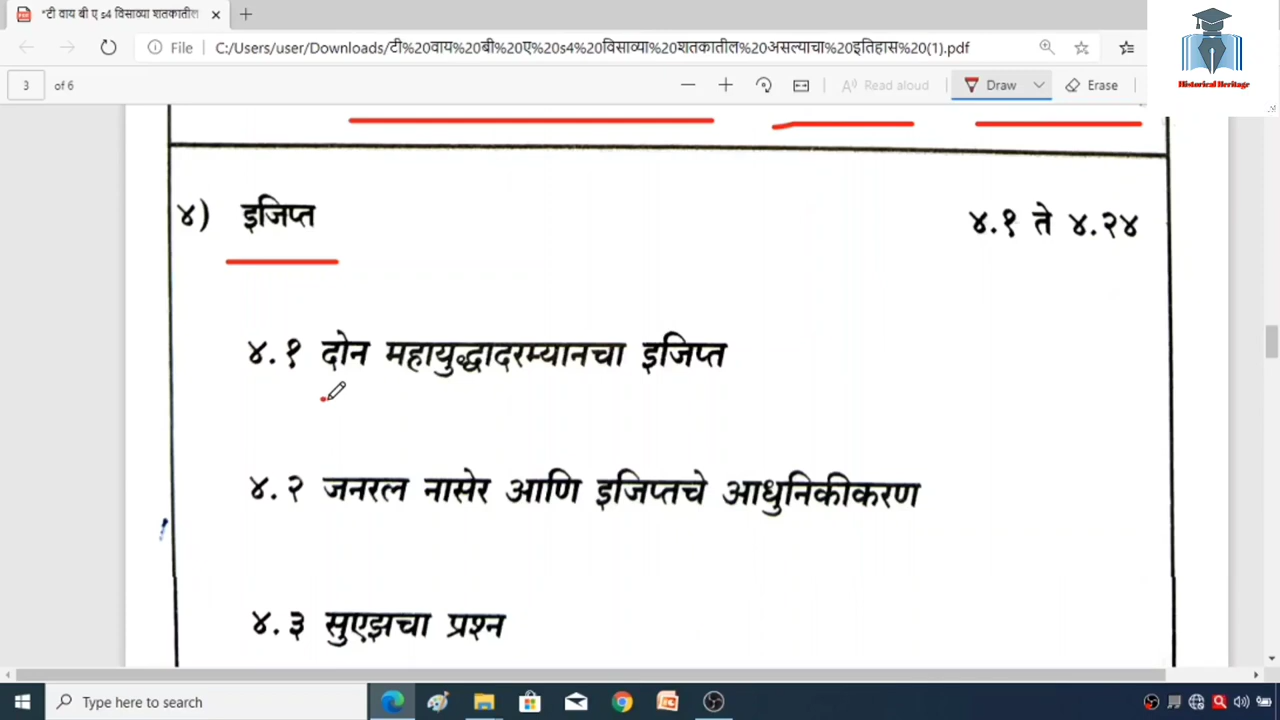 *टी वाय बी ए s4 विसाव्या शतकातील
File C:/Users/user/Downloads/टी%20वाय%20बी%20ए%20s4%20विसाव्या%20शतकातील%20असल्याचा%20इतिहास%20(1).pdf
Historical Heritage
3 of 6
Read aloud
Draw
Erase
४) इजिप्त ४.१ ते ४.२४
४.१ दोन महायुद्धादरम्यानचा इजिप्त
४.२ जनरल नासेर आणि इजिप्तचे आधुनिकीकरण
४.३ सुएझचा प्रश्न
Type here to search